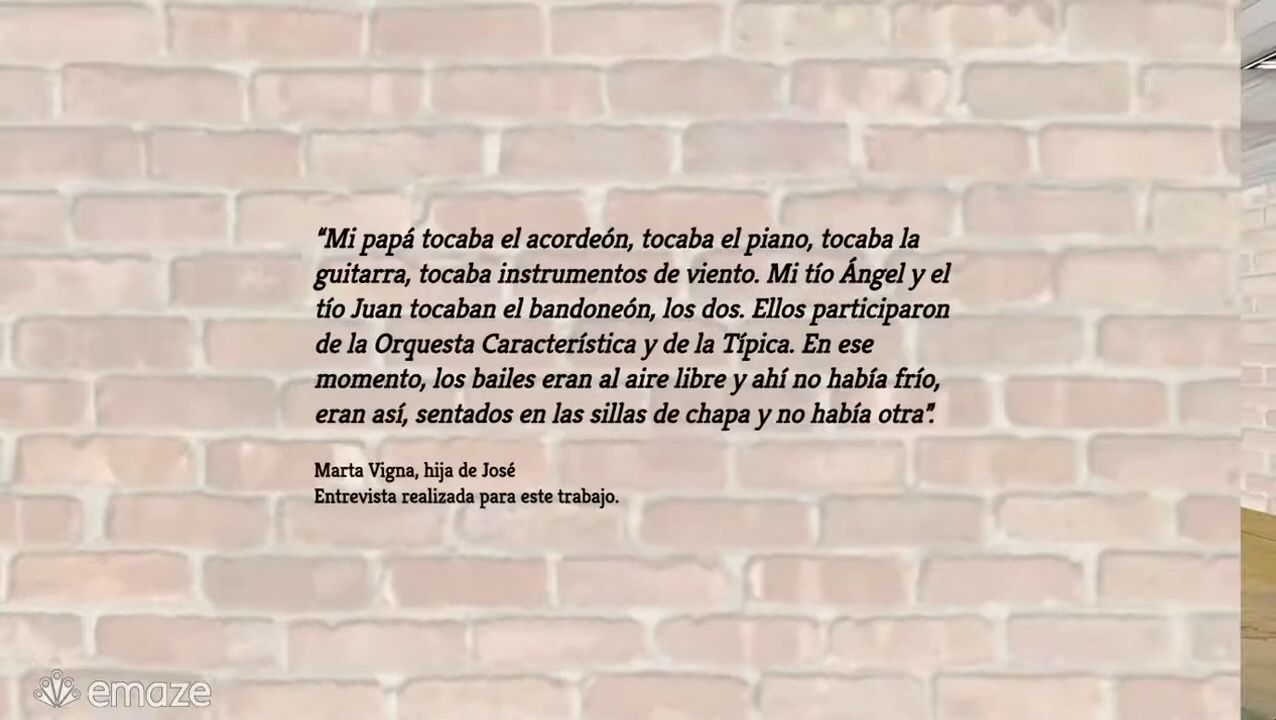 “Mi papá tocaba el acordeón, tocaba el piano, tocaba la
guitarra, tocaba instrumentos de viento. Mi tío Ángel y el
tío Juan tocaban el bandoneón, los dos. Ellos participaron
de la Orquesta Característica y de la Típica. En ese
momento, los bailes eran al aire libre y ahí no había frío,
eran así, sentados en las sillas de chapa y no había otra”.
Marta Vigna, hija de José
Entrevista realizada para este trabajo.
emaze